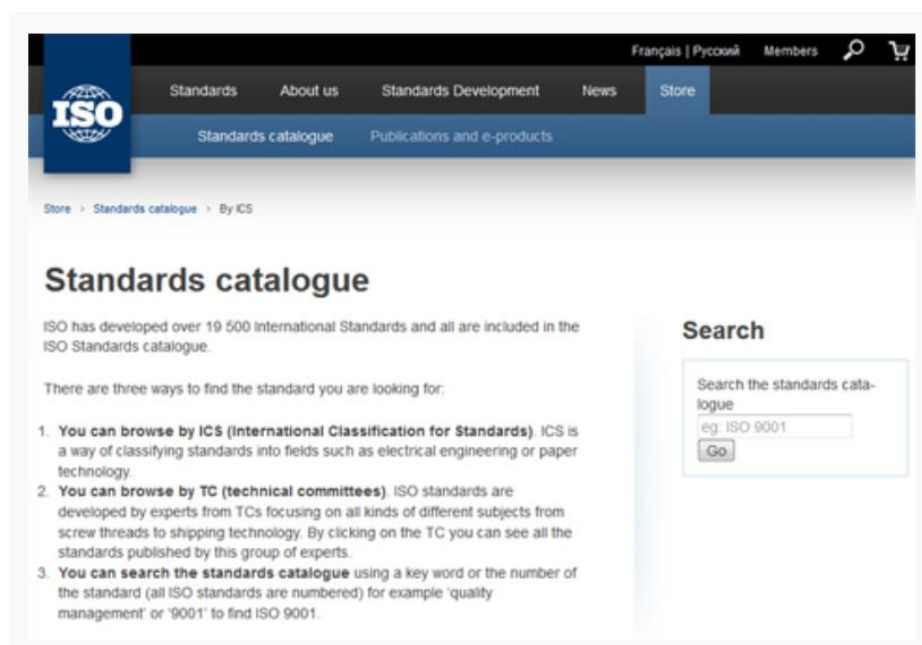 Français | Русский Members
ISO
Standards About us Standards Development News Store
Standards catalogue Publications and e-products
Store › Standards catalogue › By ICS
Standards catalogue
ISO has developed over 19 500 International Standards and all are included in the
ISO Standards catalogue.
There are three ways to find the standard you are looking for:
1. You can browse by ICS (International Classification for Standards). ICS is
a way of classifying standards into fields such as electrical engineering or paper
technology.
2. You can browse by TC (technical committees). ISO standards are
developed by experts from TCs focusing on all kinds of different subjects from
screw threads to shipping technology. By clicking on the TC you can see all the
standards published by this group of experts.
3. You can search the standards catalogue using a key word or the number of
the standard (all ISO standards are numbered) for example 'quality
management' or '9001' to find ISO 9001.
Search
Search the standards cata-
logue
eg: ISO 9001
Go